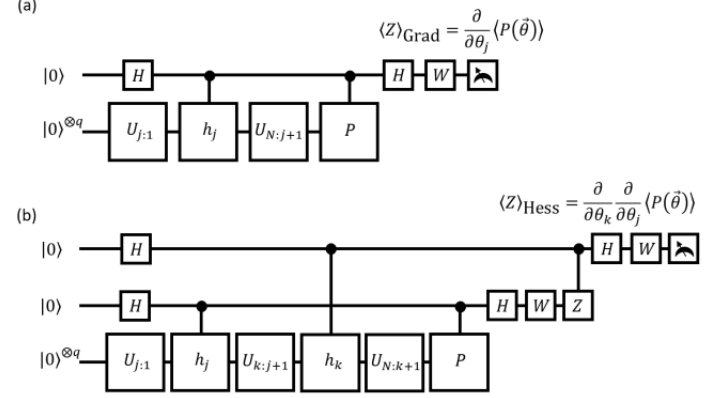 (a)
⟨Z⟩Grad = ∂/∂θⱼ ⟨P(θ⃗)⟩
|0⟩ H H W
|0⟩⊗q Uj:1 hj UN:j+1 P
⟨Z⟩Hess = ∂/∂θₖ ∂/∂θⱼ ⟨P(θ⃗)⟩
(b)
|0⟩ H H W
|0⟩ H H W Z
|0⟩⊗q Uj:1 hj Uk:j+1 hk UN:k+1 P